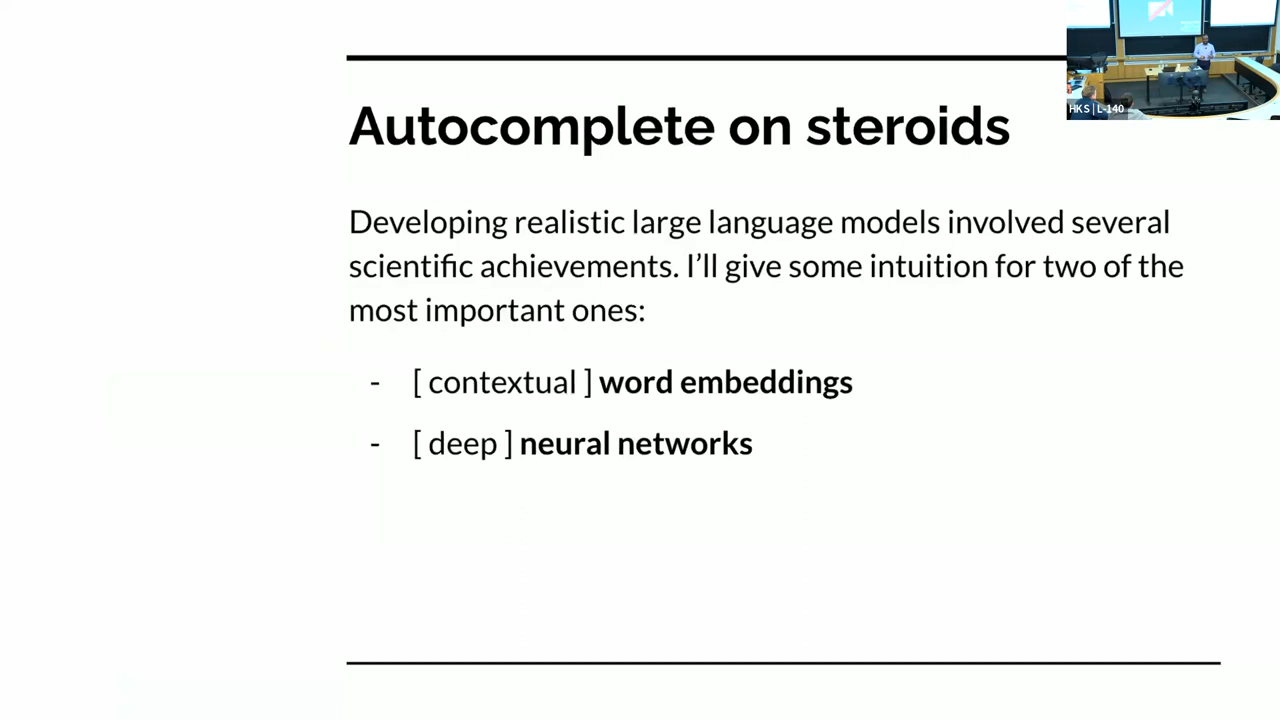 Autocomplete on steroids
HKS | L-140
Developing realistic large language models involved several
scientific achievements. I’ll give some intuition for two of the
most important ones:
- [ contextual ] word embeddings
- [ deep ] neural networks